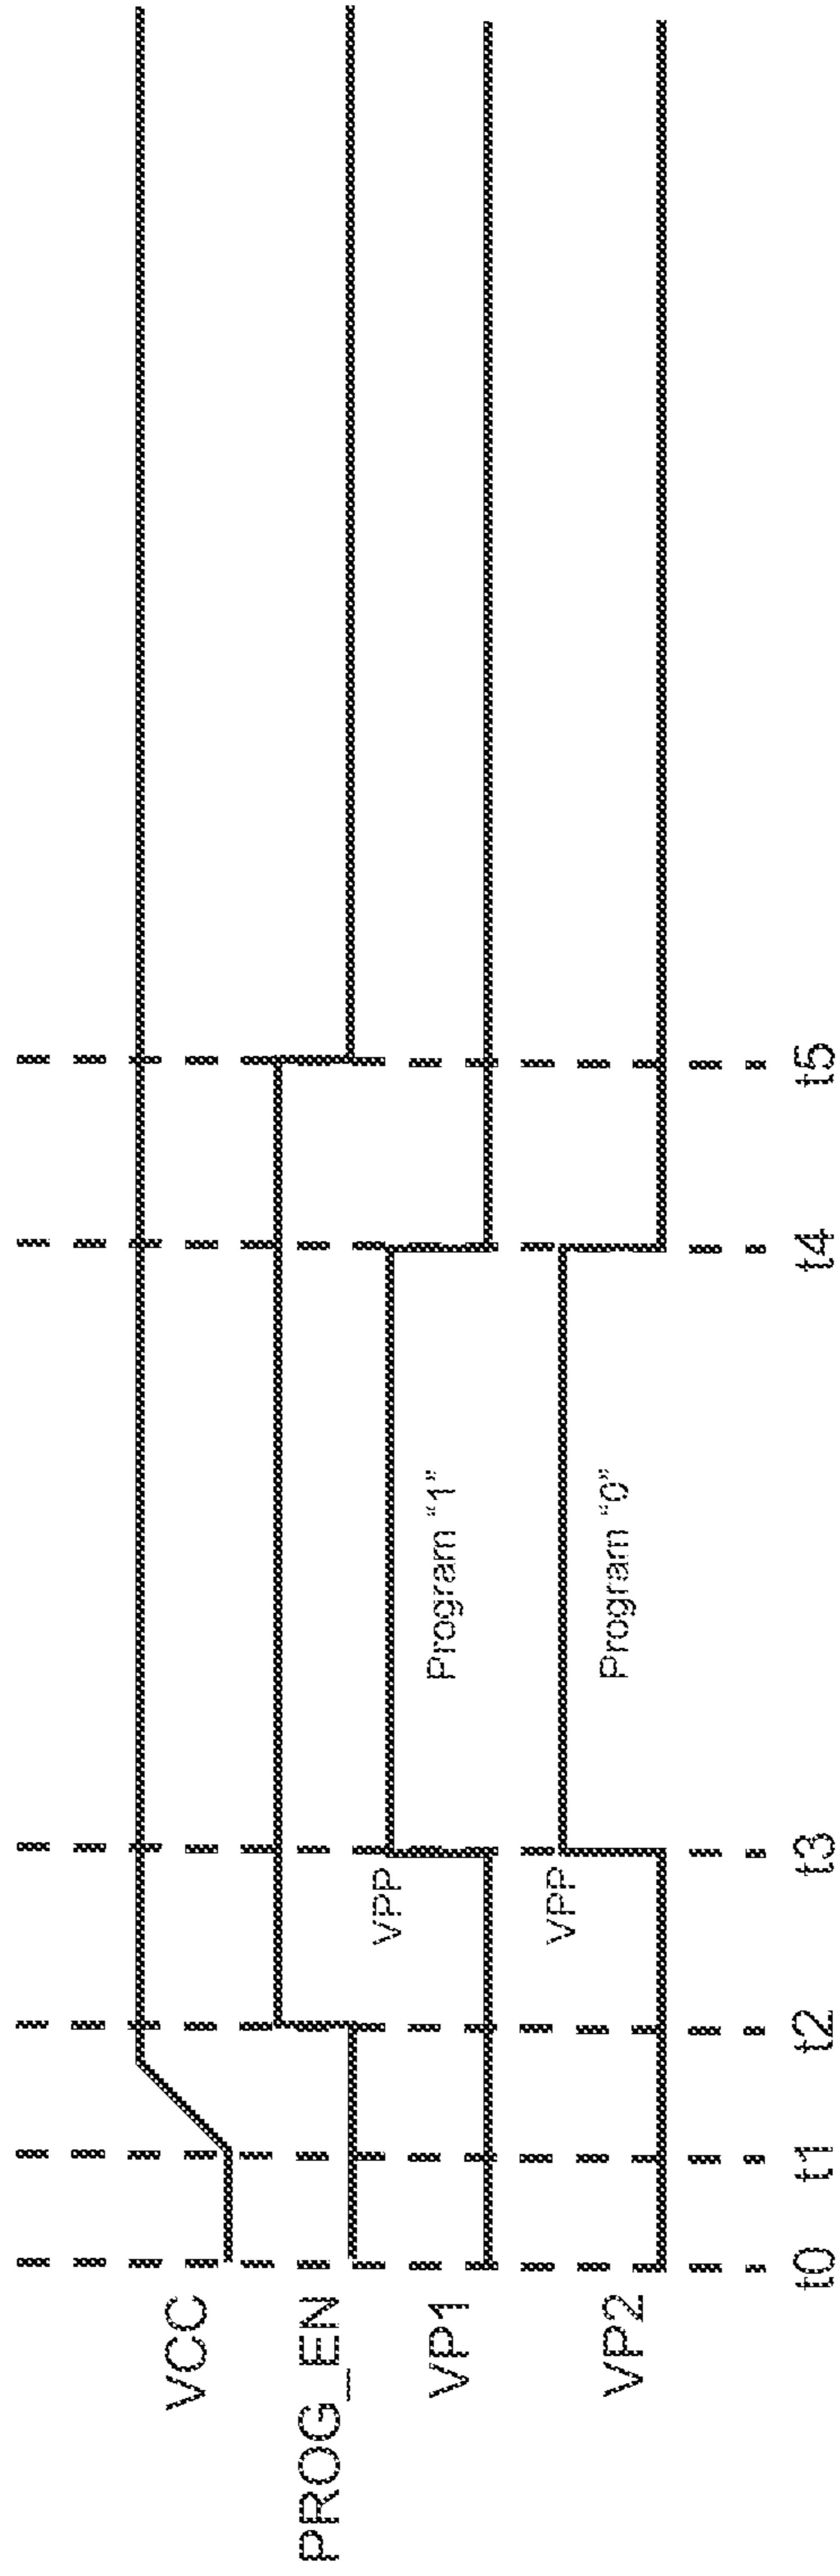 VCC
PROG_EN
VPP
VP1
Program “1”
VPP
VP2
Program “0”
t0 t1 t2 t3 t4 t5